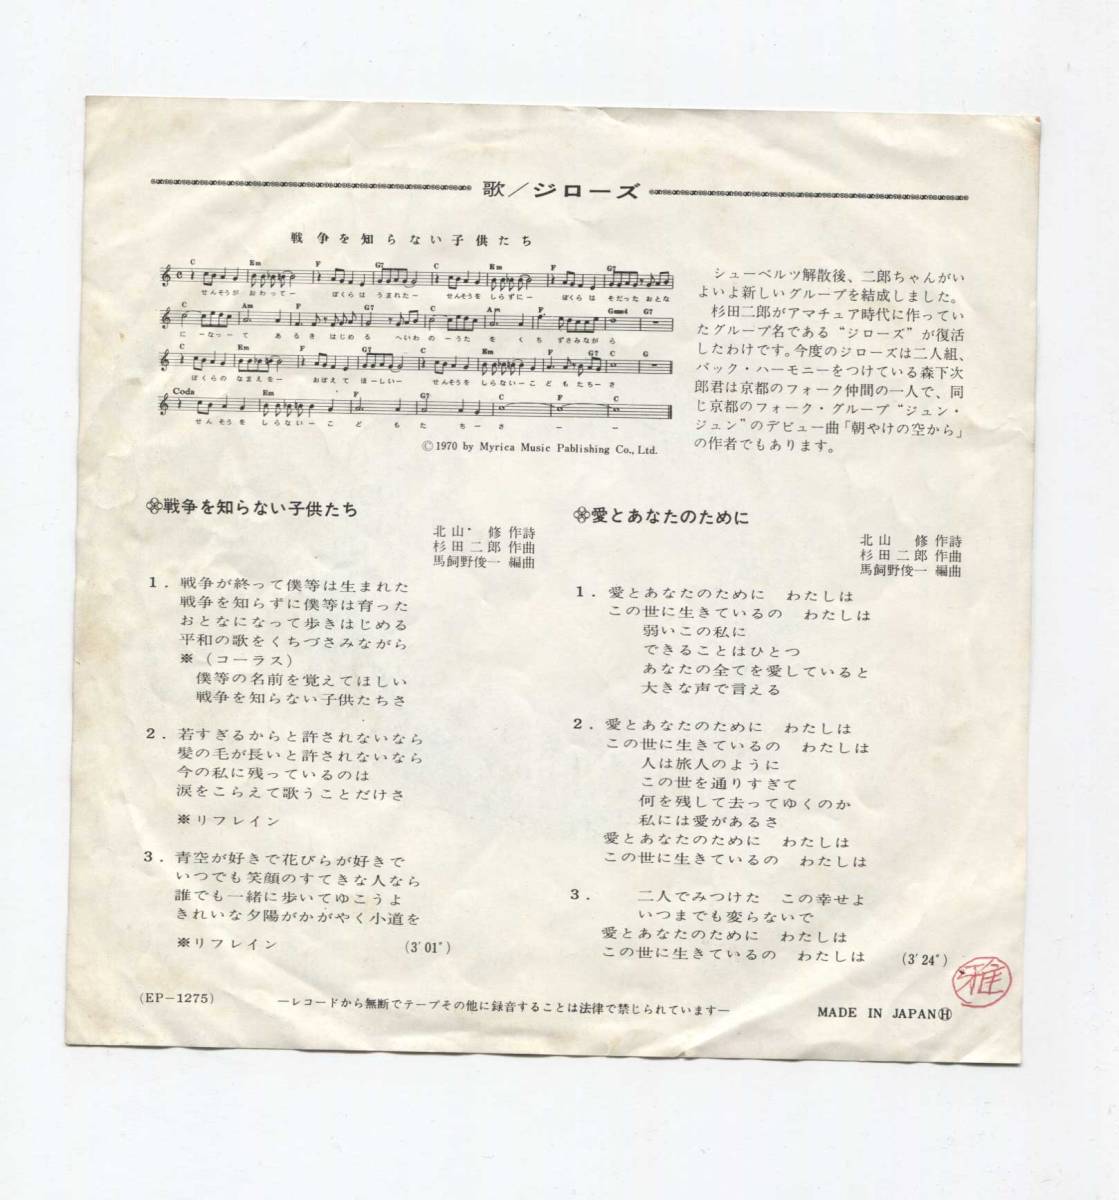 歌／ジローズ
戦争を知らない子供たち
C Em F G7 C Em F G7
せんそうが おわってー ぼくらは うまれたー せんそうを しらずにー ぼくらは そだった おとな
C Am F G7 C Am F Gsus4 G7
にーなって あるきはじめる へいわのーうたをくちずさみながら
C Em F G7 C Em F G7 C G
ぼくらの なまえをー おぼえて ほーしいー せんそうを しらないーこどもたちーさ
Coda Em F G7 C F C
せんそうを しらないーこどもたちーさーー
©1970 by Myrica Music Pablishing Co., Ltd.
シューベルツ解散後、二郎ちゃんがい
よいよ新しいグループを結成しました。
杉田二郎がアマチュア時代に作ってい
たグループ名である“ジローズ”が復活
したわけです。今度のジローズは二人組、
バック・ハーモニーをつけている森下次
郎君は京都のフォーク仲間の一人で、同
じ京都のフォーク・グループ“ジュン・
ジュン”のデビュー曲「朝やけの空から」
の作者でもあります。
戦争を知らない子供たち
北山 修 作詩
杉田二郎 作曲
馬飼野俊一 編曲
1．戦争が終って僕等は生まれた
戦争を知らずに僕等は育った
おとなになって歩きはじめる
平和の歌をくちづさみながら
※（コーラス）
僕等の名前を覚えてほしい
戦争を知らない子供たちさ
2．若すぎるからと許されないなら
髪の毛が長いと許されないなら
今の私に残っているのは
涙をこらえて歌うことだけさ
※リフレイン
3．青空が好きで花びらが好きで
いつでも笑顔のすてきな人なら
誰でも一緒に歩いてゆこうよ
きれいな夕陽がかがやく小道を
※リフレイン (3′01″)
愛とあなたのために
北山 修 作詩
杉田二郎 作曲
馬飼野俊一 編曲
1．愛とあなたのために わたしは
この世に生きているの わたしは
弱いこの私に
できることはひとつ
あなたの全てを愛していると
大きな声で言える
2．愛とあなたのために わたしは
この世に生きているの わたしは
人は旅人のように
この世を通りすぎて
何を残して去ってゆくのか
私には愛があるさ
愛とあなたのために わたしは
この世に生きているの わたしは
3． 二人でみつけた この幸せよ
いつまでも変らないで
愛とあなたのために わたしは
この世に生きているの わたしは (3′24″)
雅
(EP-1275)
―レコードから無断でテープその他に録音することは法律で禁じられています―
MADE IN JAPAN Ⓗ